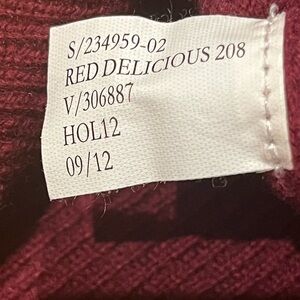 S/234959-02
RED DELICIOUS 208
V/306887
HOL12
09/12